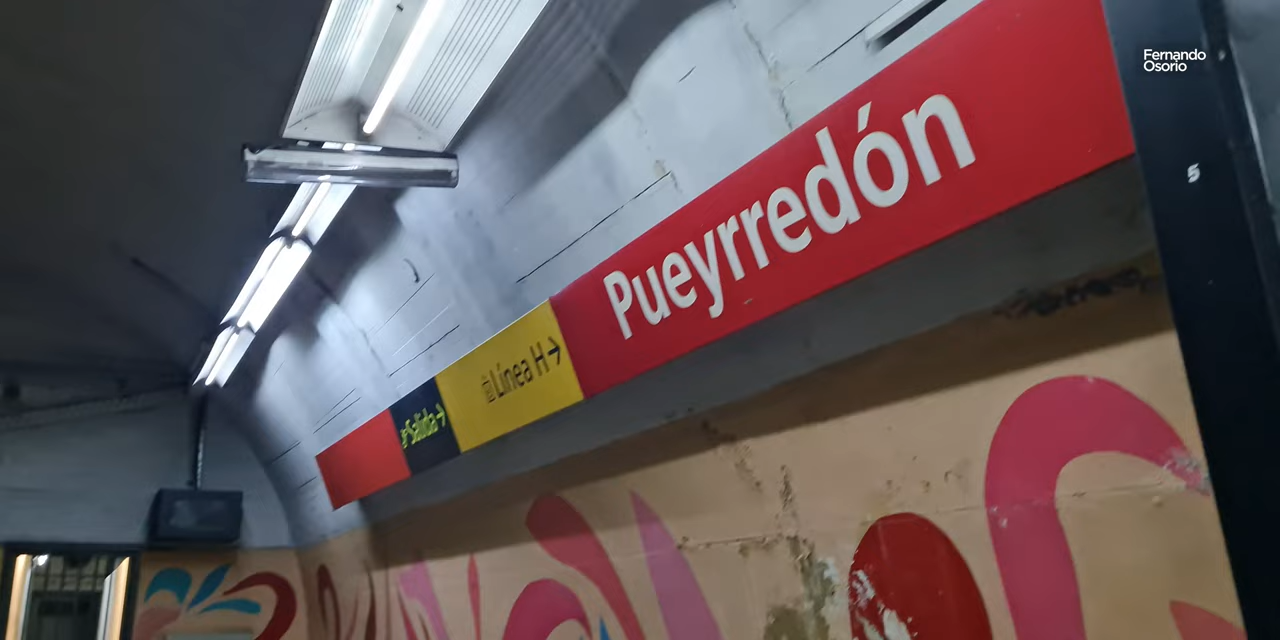 Fernando
Osorio
5
Pueyrredón
Línea H →
Salida →